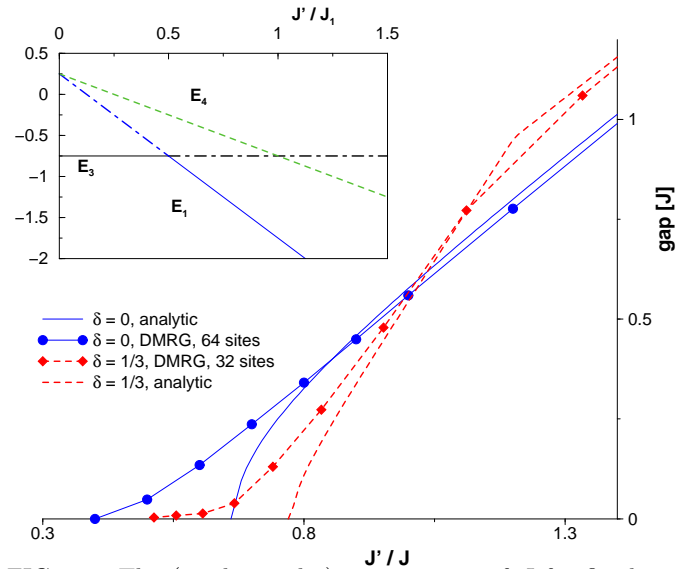 J' / J₁
0 0.5 1 1.5
0.5
0
−0.5
−1
−1.5
−2
E₄
E₃
E₁
1
0.5
0
gap [J]
δ = 0, analytic
δ = 0, DMRG, 64 sites
δ = 1/3, DMRG, 32 sites
δ = 1/3, analytic
0.3 0.8 1.3
J' / J